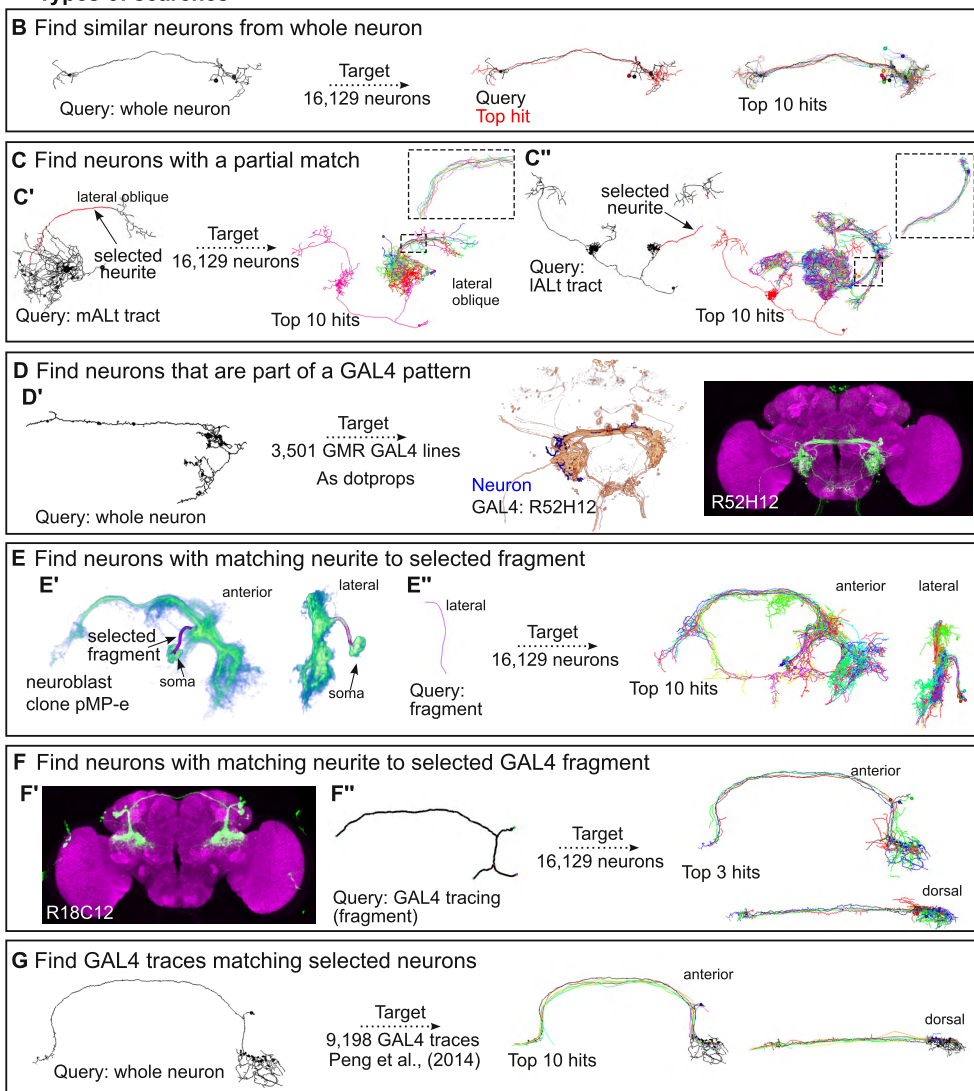 B Find similar neurons from whole neuron
Query: whole neuron
Target
16,129 neurons
Query
Top hit
Top 10 hits
C Find neurons with a partial match
C'
lateral oblique
selected
neurite
Query: mALt tract
Target
16,129 neurons
Top 10 hits
lateral
oblique
C''
selected
neurite
Query:
lALt tract
Top 10 hits
D Find neurons that are part of a GAL4 pattern
D'
Query: whole neuron
Target
3,501 GMR GAL4 lines
As dotprops
Neuron
GAL4: R52H12
R52H12
E Find neurons with matching neurite to selected fragment
E'
anterior
lateral
selected
fragment
soma
soma
neuroblast
clone pMP-e
E''
lateral
Query:
fragment
Target
16,129 neurons
anterior
lateral
Top 10 hits
F Find neurons with matching neurite to selected GAL4 fragment
F'
R18C12
F''
Query: GAL4 tracing
(fragment)
Target
16,129 neurons
anterior
Top 3 hits
dorsal
G Find GAL4 traces matching selected neurons
Query: whole neuron
Target
9,198 GAL4 traces
Peng et al., (2014)
anterior
Top 10 hits
dorsal